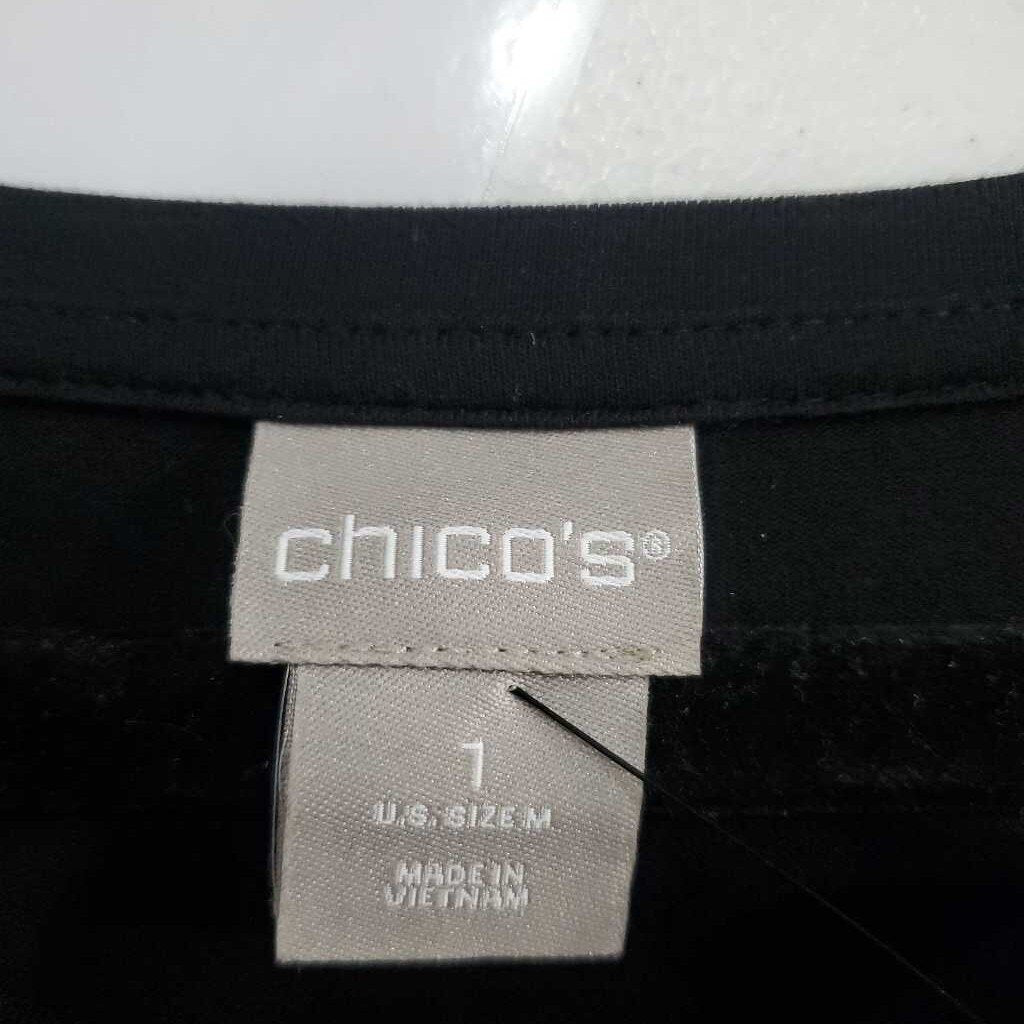 chico's®
1
U.S. SIZE M
MADE IN
VIETNAM